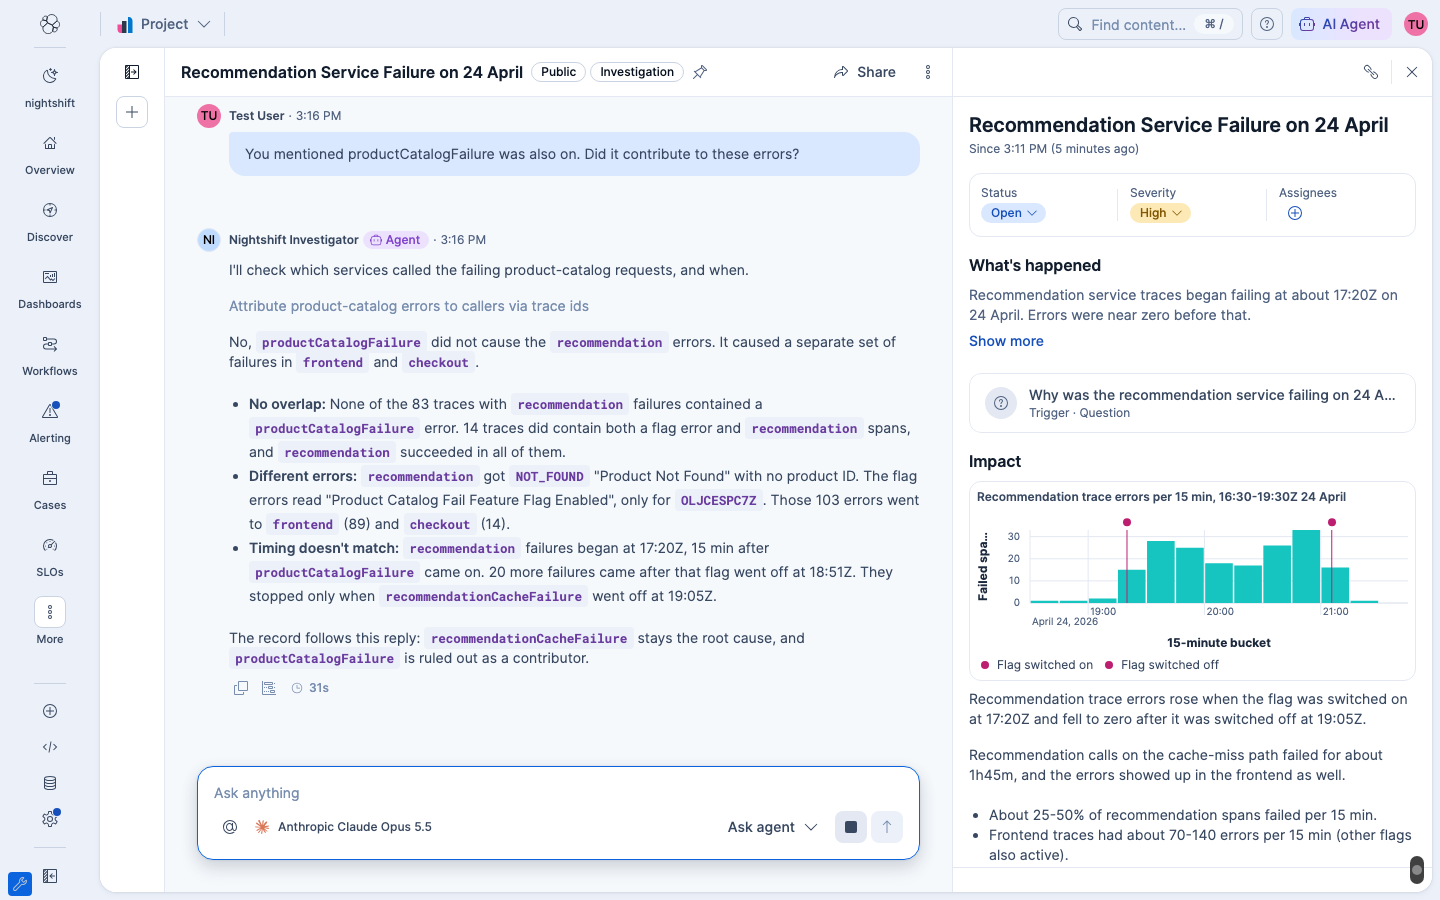 Project
Find content...
⌘ /
AI Agent
TU
nightshift
Overview
Discover
Dashboards
Workflows
Alerting
Cases
SLOs
More
Recommendation Service Failure on 24 April
Public
Investigation
Share
TU
Test User · 3:16 PM
You mentioned productCatalogFailure was also on. Did it contribute to these errors?
NI
Nightshift Investigator
Agent
· 3:16 PM
I'll check which services called the failing product-catalog requests, and when.
Attribute product-catalog errors to callers via trace ids
No, productCatalogFailure did not cause the recommendation errors. It caused a separate set of
failures in frontend and checkout.
• No overlap: None of the 83 traces with recommendation failures contained a
productCatalogFailure error. 14 traces did contain both a flag error and recommendation spans,
and recommendation succeeded in all of them.
• Different errors: recommendation got NOT_FOUND "Product Not Found" with no product ID. The flag
errors read "Product Catalog Fail Feature Flag Enabled", only for OLJCESPC7Z. Those 103 errors went
to frontend (89) and checkout (14).
• Timing doesn't match: recommendation failures began at 17:20Z, 15 min after
productCatalogFailure came on. 20 more failures came after that flag went off at 18:51Z. They
stopped only when recommendationCacheFailure went off at 19:05Z.
The record follows this reply: recommendationCacheFailure stays the root cause, and
productCatalogFailure is ruled out as a contributor.
31s
Ask anything
@
Anthropic Claude Opus 5.5
Ask agent
Recommendation Service Failure on 24 April
Since 3:11 PM (5 minutes ago)
Status
Severity
Assignees
Open
High
What's happened
Recommendation service traces began failing at about 17:20Z on
24 April. Errors were near zero before that.
Show more
Why was the recommendation service failing on 24 A...
Trigger · Question
Impact
Recommendation trace errors per 15 min, 16:30-19:30Z 24 April
Failed spa...
30
20
10
0
19:00
20:00
21:00
April 24, 2026
15-minute bucket
Flag switched on
Flag switched off
Recommendation trace errors rose when the flag was switched on
at 17:20Z and fell to zero after it was switched off at 19:05Z.
Recommendation calls on the cache-miss path failed for about
1h45m, and the errors showed up in the frontend as well.
• About 25-50% of recommendation spans failed per 15 min.
• Frontend traces had about 70-140 errors per 15 min (other flags
also active).